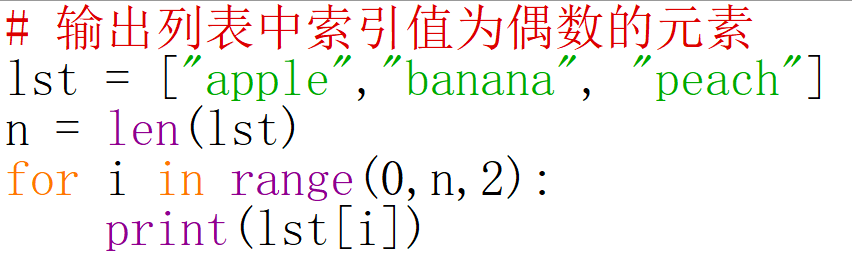 # 输出列表中索引值为偶数的元素
lst = ["apple","banana", "peach"]
n = len(lst)
for i in range(0,n,2):
    print(lst[i])